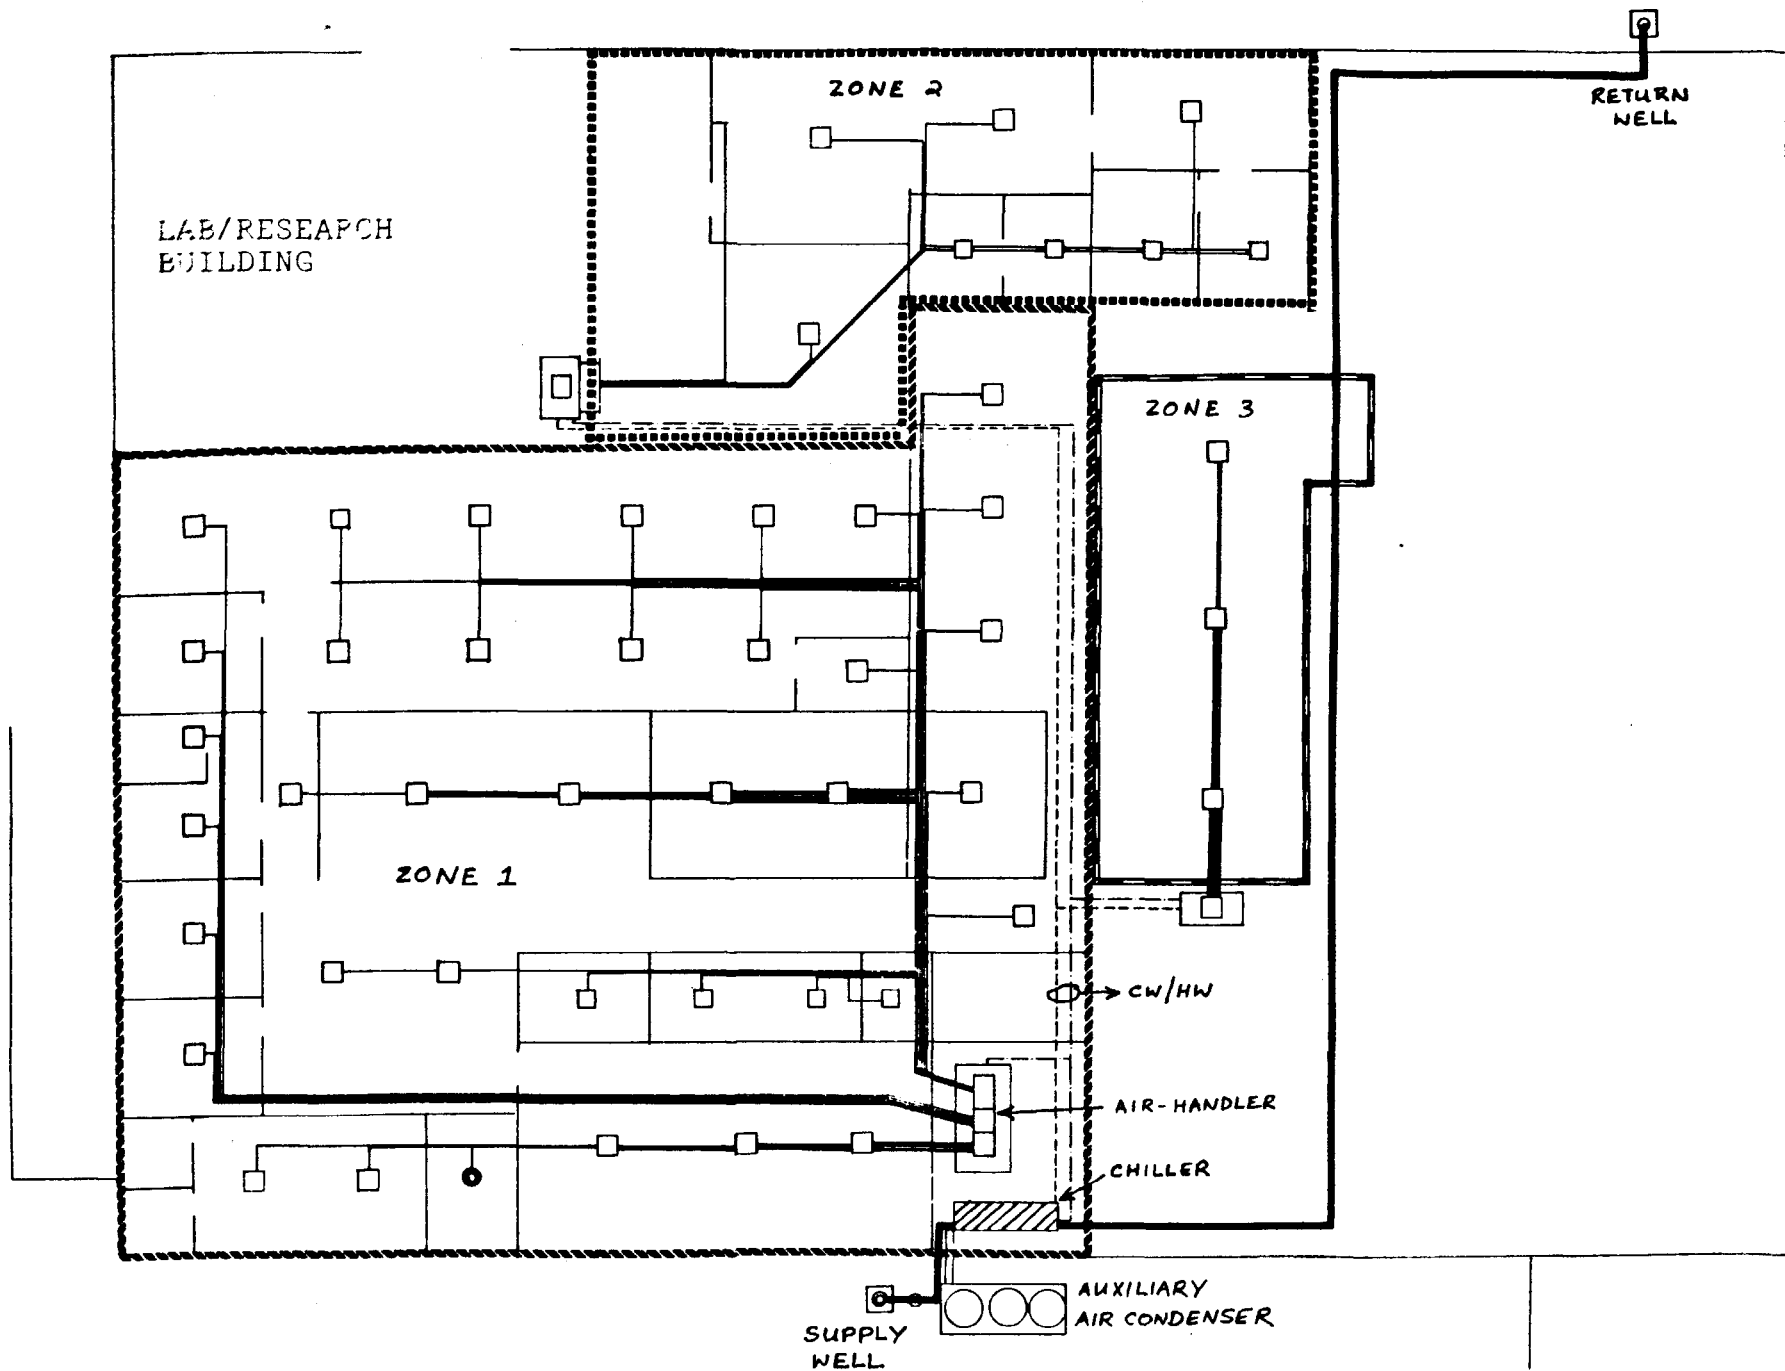 ZONE 2
RETURN
WELL
LAB/RESEARCH
BUILDING
ZONE 3
ZONE 1
CW/HW
AIR-HANDLER
CHILLER
AUXILIARY
AIR CONDENSER
SUPPLY
WELL